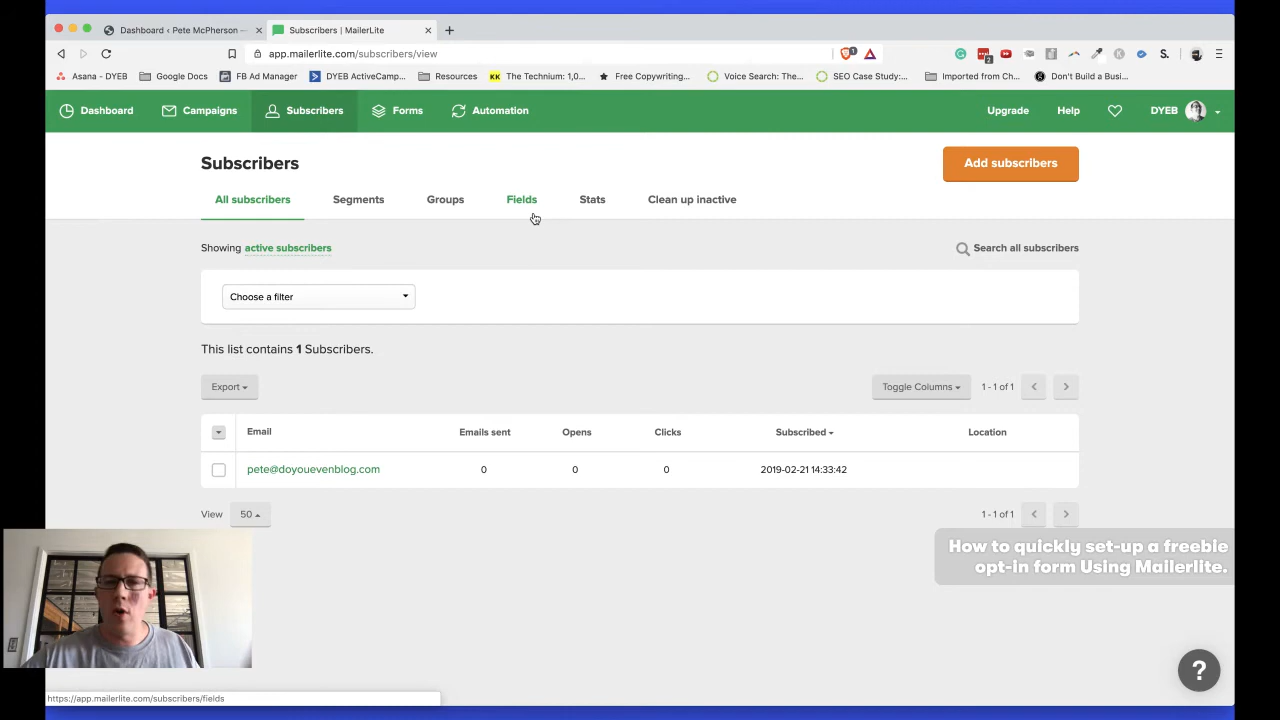 Dashboard ‹ Pete McPherson —
Subscribers | MailerLite
app.mailerlite.com/subscribers/view
Asana - DYEB
Google Docs
FB Ad Manager
DYEB ActiveCamp...
Resources
KK The Technium: 1,0...
Free Copywriting...
Voice Search: The...
SEO Case Study:...
Imported from Ch...
Don't Build a Busi...
Dashboard
Campaigns
Subscribers
Forms
Automation
Upgrade
Help
DYEB
Subscribers
Add subscribers
All subscribers
Segments
Groups
Fields
Stats
Clean up inactive
Showing active subscribers
Search all subscribers
Choose a filter
This list contains 1 Subscribers.
Export
Toggle Columns
1 - 1 of 1
Email
Emails sent
Opens
Clicks
Subscribed
Location
pete@doyouevenblog.com
0
0
0
2019-02-21 14:33:42
View 50
1 - 1 of 1
How to quickly set-up a freebie
opt-in form Using Mailerlite.
?
https://app.mailerlite.com/subscribers/fields